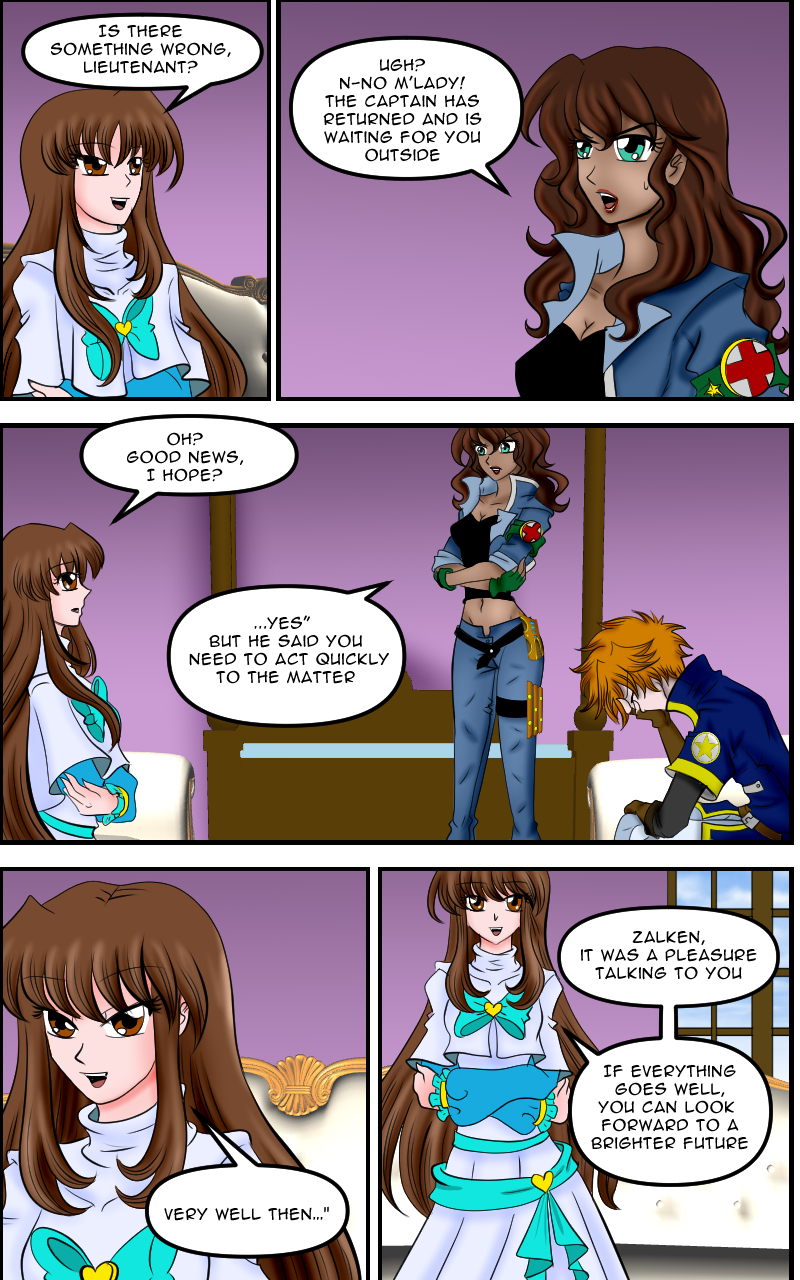 IS THERE
SOMETHING WRONG,
LIEUTENANT?
UGH?
N-NO M'LADY!
THE CAPTAIN HAS
RETURNED AND IS
WAITING FOR YOU
OUTSIDE
OH?
GOOD NEWS,
I HOPE?
...YES"
BUT HE SAID YOU
NEED TO ACT QUICKLY
TO THE MATTER
VERY WELL THEN..."
ZALKEN,
IT WAS A PLEASURE
TALKING TO YOU
IF EVERYTHING
GOES WELL,
YOU CAN LOOK
FORWARD TO A
BRIGHTER FUTURE